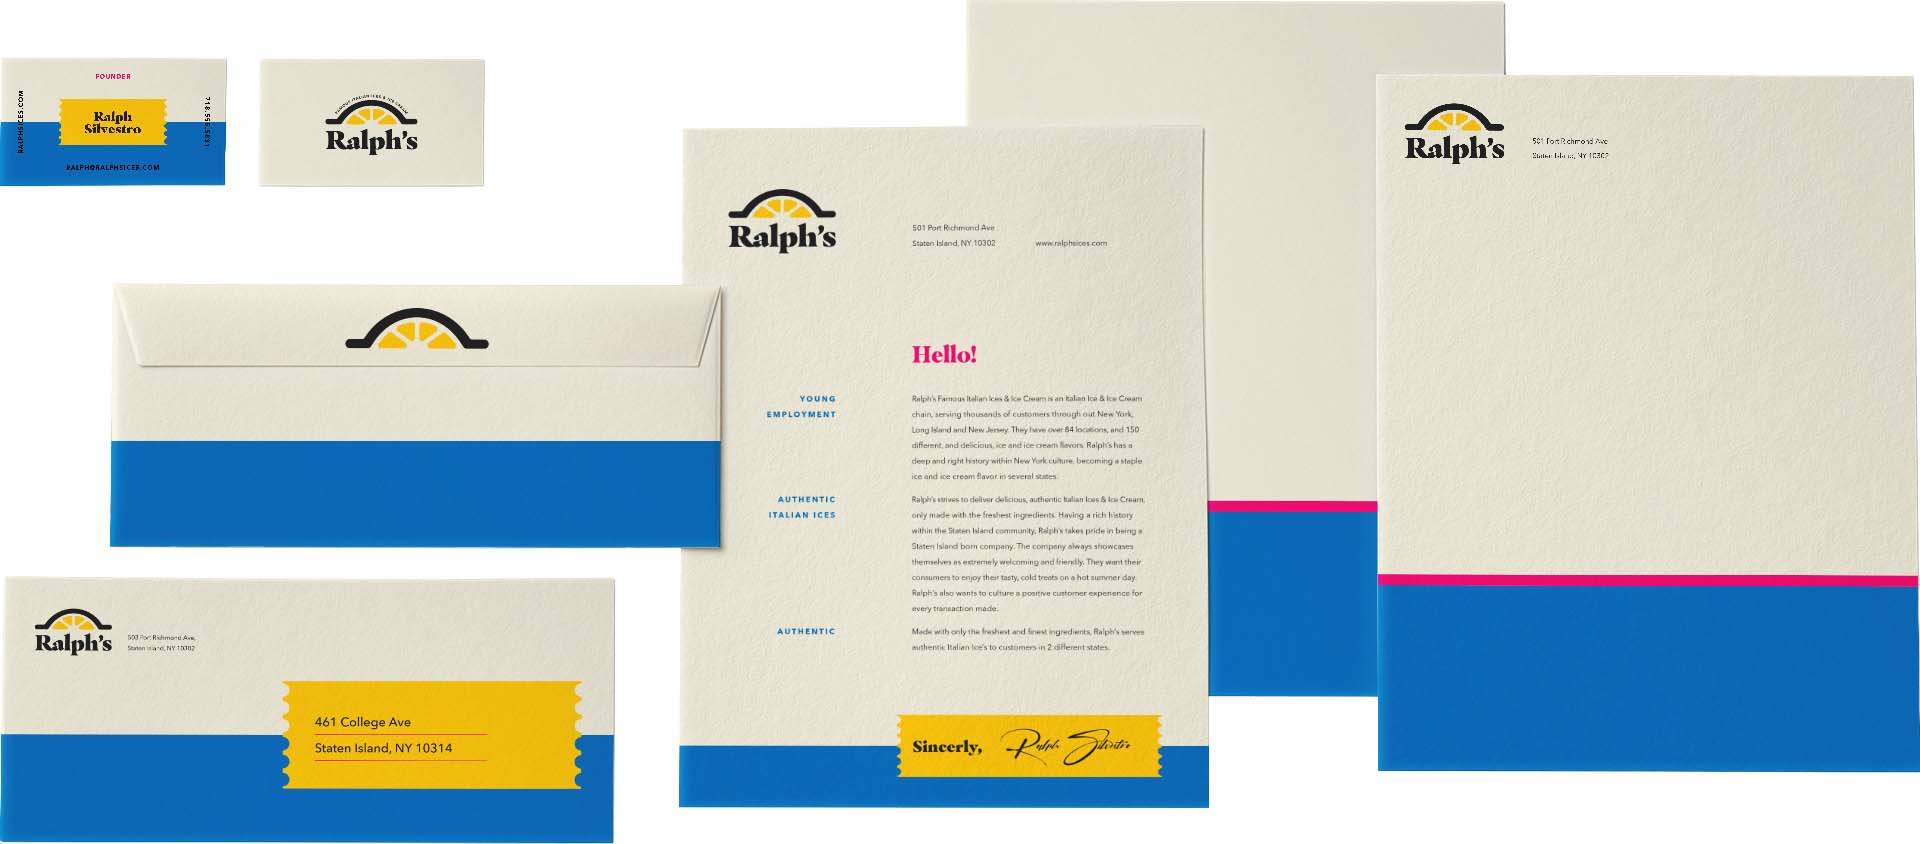 FOUNDER
RALPHSICES.COM
Ralph
Silvestro
RALPH@RALPHSICES.COM
FAMOUS ITALIAN ICES & ICE CREAM
Ralph's
Ralph's
503 Port Richmond Ave,
Staten Island, NY 10302
461 College Ave
Staten Island, NY 10314
Ralph's
501 Port Richmond Ave
Staten Island, NY 10302
www.ralphsices.com
Hello!
YOUNG
EMPLOYMENT
Ralph's Famous Italian Ices & Ice Cream is an Italian Ice & Ice Cream
chain, serving thousands of customers through out New York,
Long Island and New Jersey. They have over 84 locations, and 150
different, and delicious, ice and ice cream flavors. Ralph's has a
deep and right history within New York culture, becoming a staple
ice and ice cream flavor in several states.
AUTHENTIC
ITALIAN ICES
Ralph's strives to deliver delicious, authentic Italian Ices & Ice Cream,
only made with the freshest ingredients. Having a rich history
within the Staten Island community, Ralph's takes pride in being a
Staten Island born company. The company always showcases
themselves as extremely welcoming and friendly. They want their
consumers to enjoy their tasty, cold treats on a hot summer day.
Ralph's also wants to culture a positive customer experience for
every transaction made.
AUTHENTIC
Made with only the freshest and finest ingredients, Ralph's serves
authentic Italian Ice's to customers in 2 different states.
Sincerly,
Ralph Silvestro
Ralph's
501 Port Richmond Ave
Staten Island, NY 10302